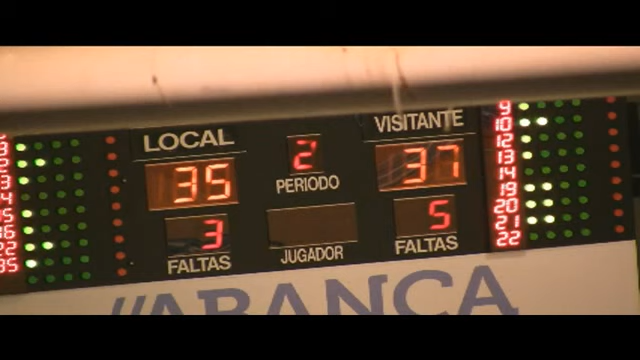 LOCAL
VISITANTE
35
2
37
PERIODO
3
5
FALTAS
JUGADOR
FALTAS
9
10
12
13
14
19
20
21
22
ABANCA